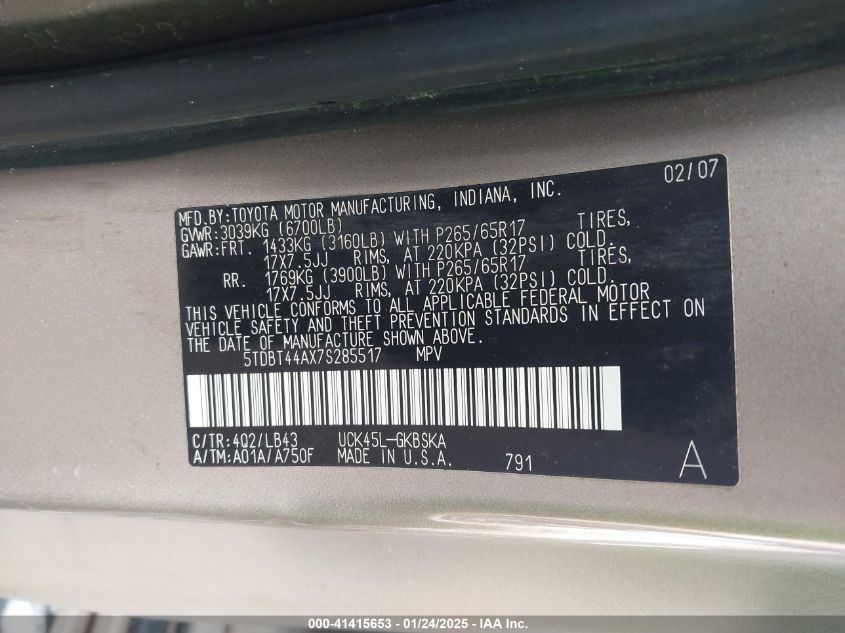 02/07
MFD.BY:TOYOTA MOTOR MANUFACTURING, INDIANA, INC.
GVWR:3039KG (6700LB)
GAWR:FRT. 1433KG (3160LB) WITH P265/65R17 TIRES,
17X7.5JJ RIMS, AT 220KPA (32PSI) COLD.
RR. 1769KG (3900LB) WITH P265/65R17 TIRES,
17X7.5JJ RIMS, AT 220KPA (32PSI) COLD.
THIS VEHICLE CONFORMS TO ALL APPLICABLE FEDERAL MOTOR
VEHICLE SAFETY AND THEFT PREVENTION STANDARDS IN EFFECT ON
THE DATE OF MANUFACTURE SHOWN ABOVE.
5TDBT44AX7S285517 MPV
C/TR:4Q2/LB43 UCK45L-GKBSKA
A/TM:A01A/A750F MADE IN U.S.A. 791 A
000-41415653 - 01/24/2025 - IAA Inc.